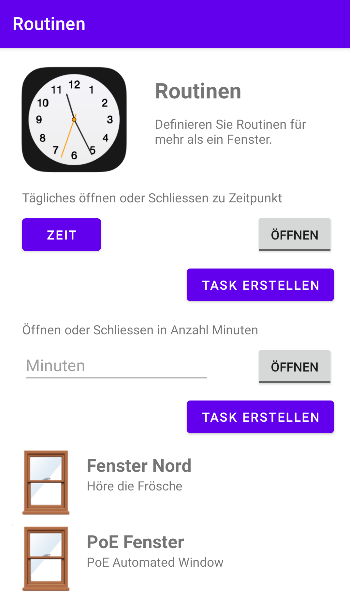 Routinen
12
11
1
10
2
9
3
8
4
7
5
6
Routinen
Definieren Sie Routinen für
mehr als ein Fenster.
Tägliches öffnen oder Schliessen zu Zeitpunkt
ZEIT
ÖFFNEN
TASK ERSTELLEN
Öffnen oder Schliessen in Anzahl Minuten
Minuten
ÖFFNEN
TASK ERSTELLEN
Fenster Nord
Höre die Frösche
PoE Fenster
PoE Automated Window